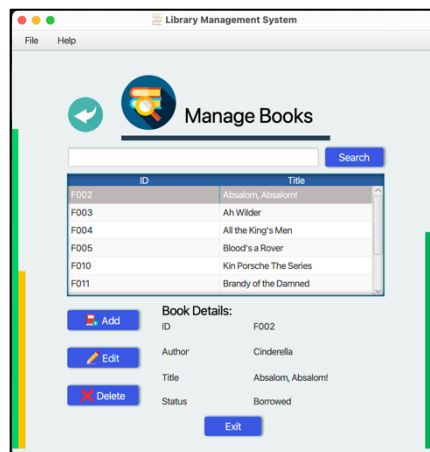 Library Management System
File Help
Manage Books
Search
ID Title
F002 Absalom, Absalom!
F003 Ah Wilder
F004 All the King's Men
F005 Blood's a Rover
F010 Kin Porsche The Series
F011 Brandy of the Damned
Add
Edit
Delete
Book Details:
ID F002
Author Cinderella
Title Absalom, Absalom!
Status Borrowed
Exit